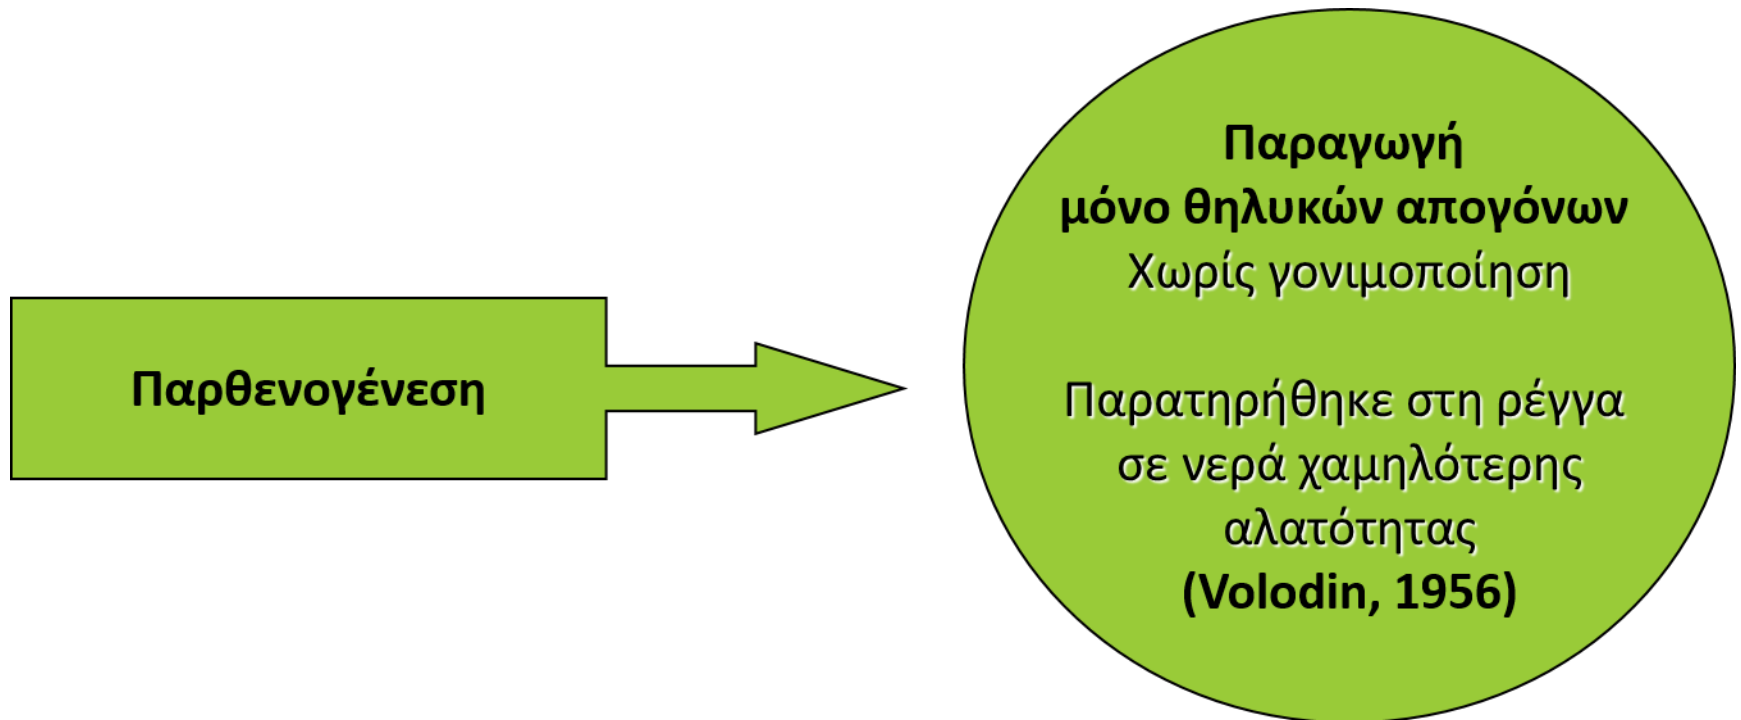 Παρθενογένεση
Παραγωγή
μόνο θηλυκών απογόνων
Χωρίς γονιμοποίηση
Παρατηρήθηκε στη ρέγγα
σε νερά χαμηλότερης
αλατότητας
(Volodin, 1956)